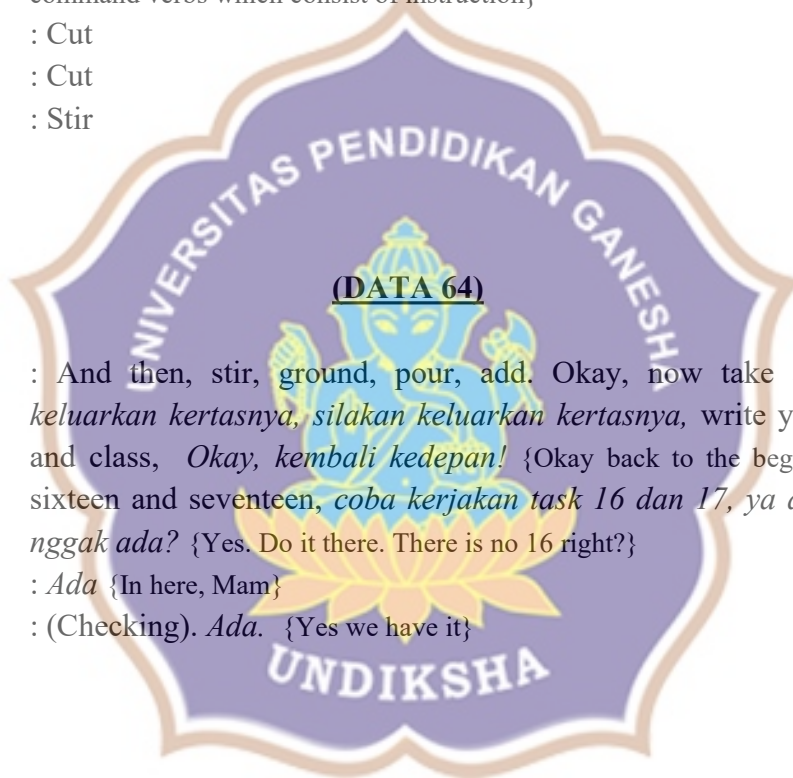 command verbs which consist of instruction}
: Cut
: Cut
: Stir
UNIVERSITAS PENDIDIKAN GANESHA
(DATA 64)
: And then, stir, ground, pour, add. Okay, now take
keluarkan kertasnya, silakan keluarkan kertasnya, write y
and class, Okay, kembali kedepan! {Okay back to the beg
sixteen and seventeen, coba kerjakan task 16 dan 17, ya
nggak ada? {Yes. Do it there. There is no 16 right?}
: Ada {In here, Mam}
: (Checking). Ada. {Yes we have it}
UNDIKSHA